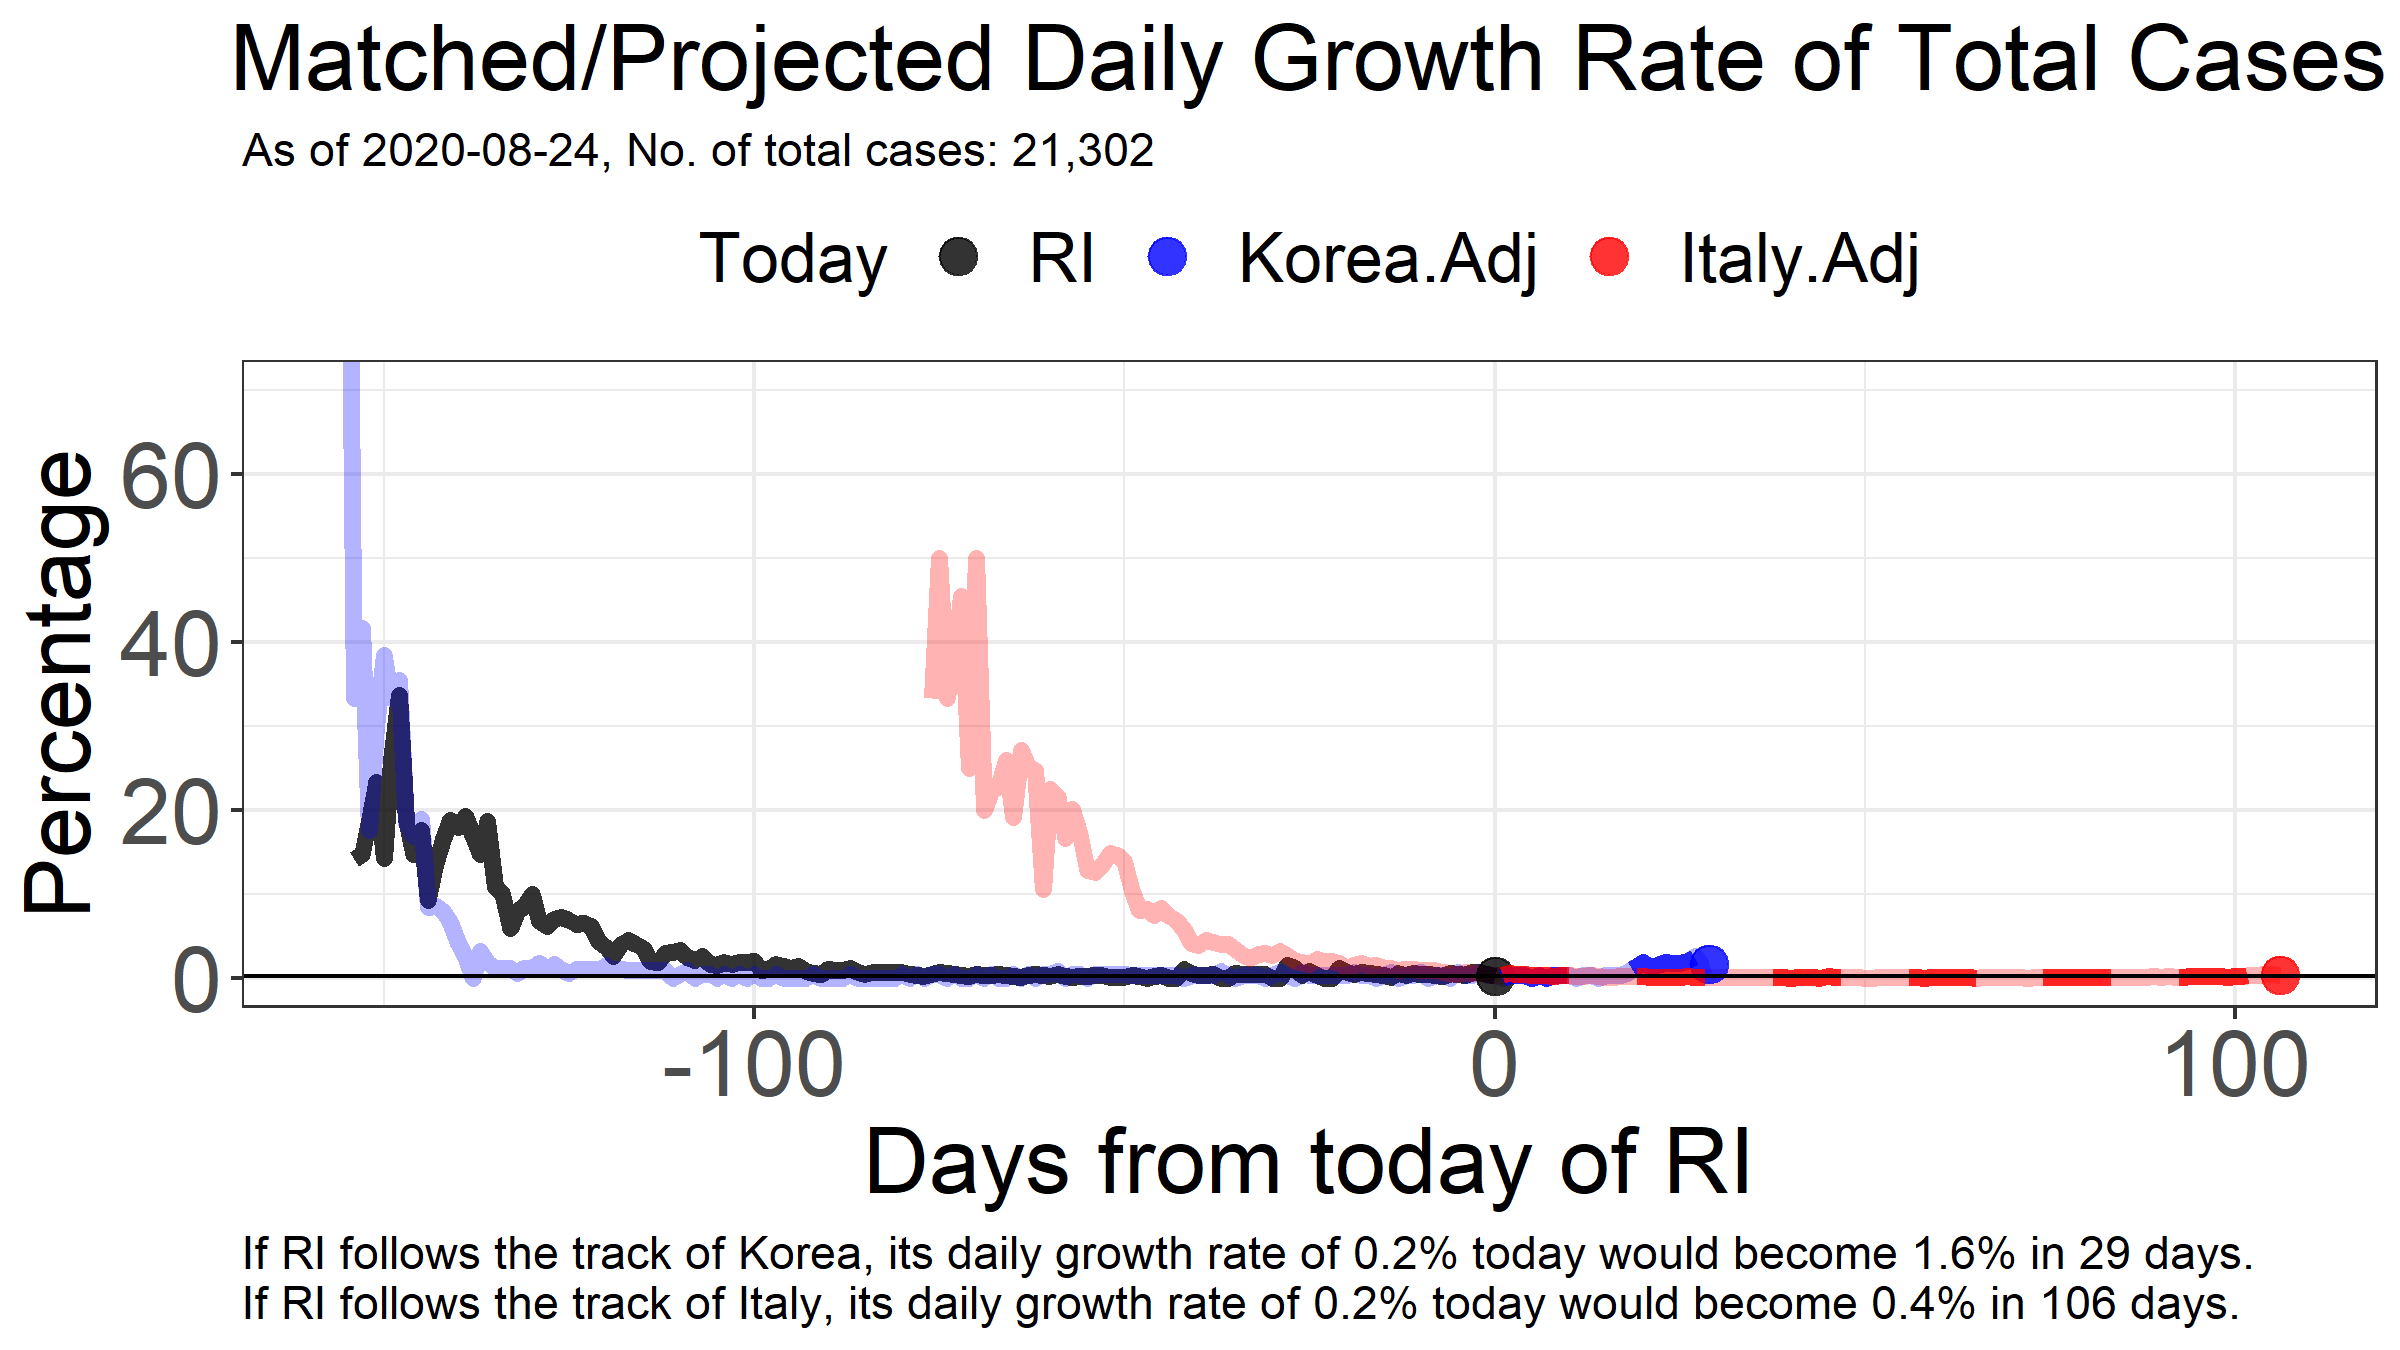 Matched/Projected Daily Growth Rate of Total Cases
As of 2020-08-24, No. of total cases: 21,302
Today RI Korea.Adj Italy.Adj
Percentage
60
40
20
0
-100 0 100
Days from today of RI
If RI follows the track of Korea, its daily growth rate of 0.2% today would become 1.6% in 29 days.
If RI follows the track of Italy, its daily growth rate of 0.2% today would become 0.4% in 106 days.